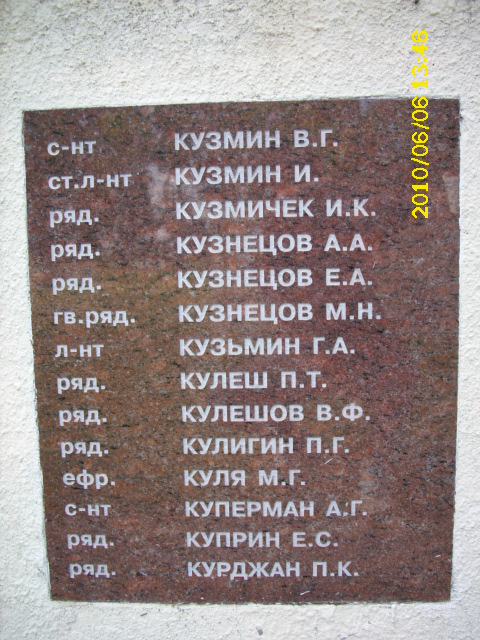 с-нт КУЗМИН В.Г.
ст.л-нт КУЗМИН И.
ряд. КУЗМИЧЕК И.К.
ряд. КУЗНЕЦОВ А.А.
ряд. КУЗНЕЦОВ Е.А.
гв.ряд. КУЗНЕЦОВ М.Н.
л-нт КУЗЬМИН Г.А.
ряд. КУЛЕШ П.Т.
ряд. КУЛЕШОВ В.Ф.
ряд. КУЛИГИН П.Г.
ефр. КУЛЯ М.Г.
с-нт КУПЕРМАН А.Г.
ряд. КУПРИН Е.С.
ряд. КУРДЖАН П.К.
2010/06/06 13:46